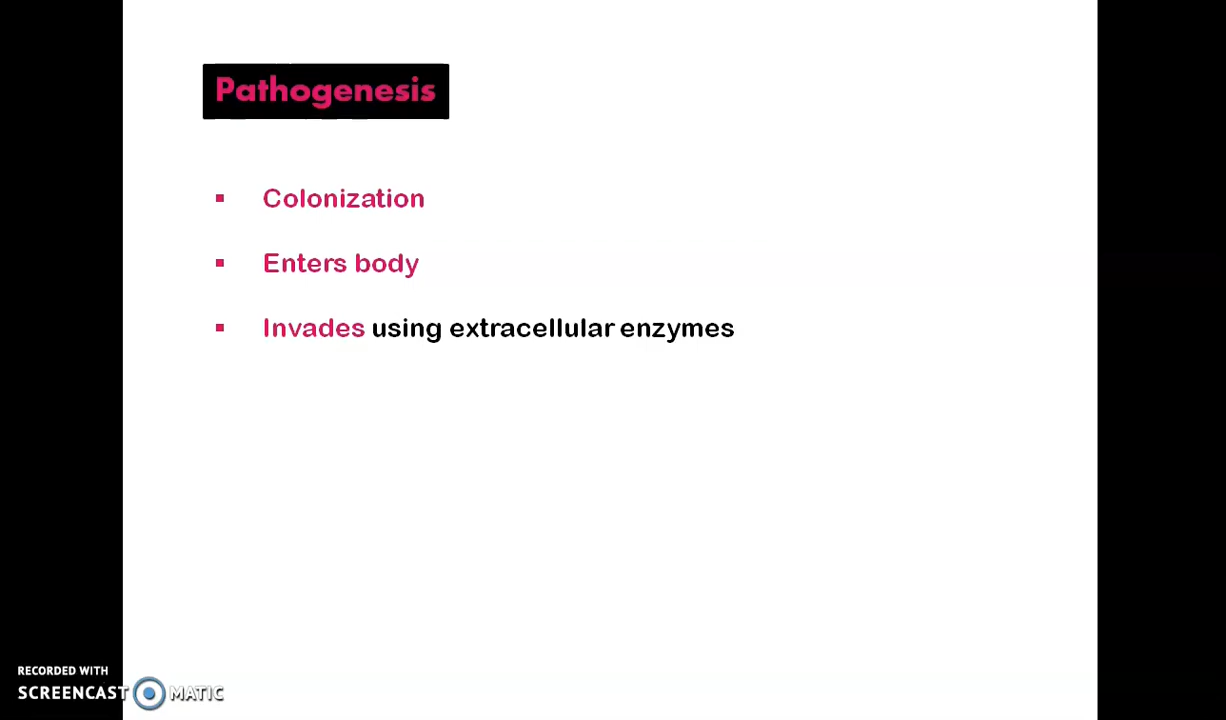 Pathogenesis
▪ Colonization
▪ Enters body
▪ Invades using extracellular enzymes
RECORDED WITH
SCREENCAST MATIC